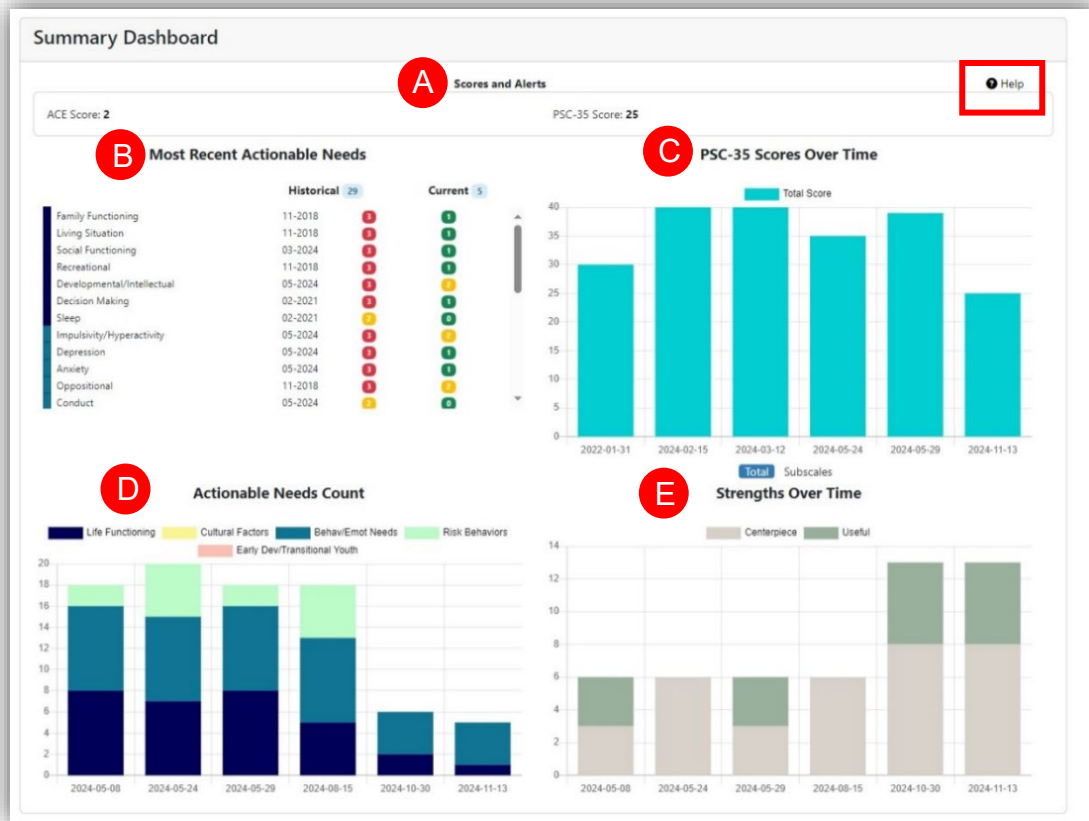 Summary Dashboard
A Scores and Alerts
Help
ACE Score: 2
PSC-35 Score: 25
B Most Recent Actionable Needs
Historical 29 Current 5
Family Functioning 11-2018 3 1
Living Situation 11-2018 3 1
Social Functioning 03-2024 3 1
Recreational 11-2018 3 1
Developmental/Intellectual 05-2024 3 2
Decision Making 02-2021 3 1
Sleep 02-2021 2 0
Impulsivity/Hyperactivity 05-2024 3 2
Depression 05-2024 3 1
Anxiety 05-2024 3 1
Oppositional 11-2018 3 2
Conduct 05-2024 2 0
C PSC-35 Scores Over Time
Total Score
40
35
30
25
20
15
10
5
0
2022-01-31 2024-02-15 2024-03-12 2024-05-24 2024-05-29 2024-11-13
Total Subscales
D Actionable Needs Count
Life Functioning Cultural Factors Behav/Emot Needs Risk Behaviors
Early Dev/Transitional Youth
20
18
16
14
12
10
8
6
4
2
0
2024-05-08 2024-05-24 2024-05-29 2024-08-15 2024-10-30 2024-11-13
E Strengths Over Time
Centerpiece Useful
14
12
10
8
6
4
2
0
2024-05-08 2024-05-24 2024-05-29 2024-08-15 2024-10-30 2024-11-13